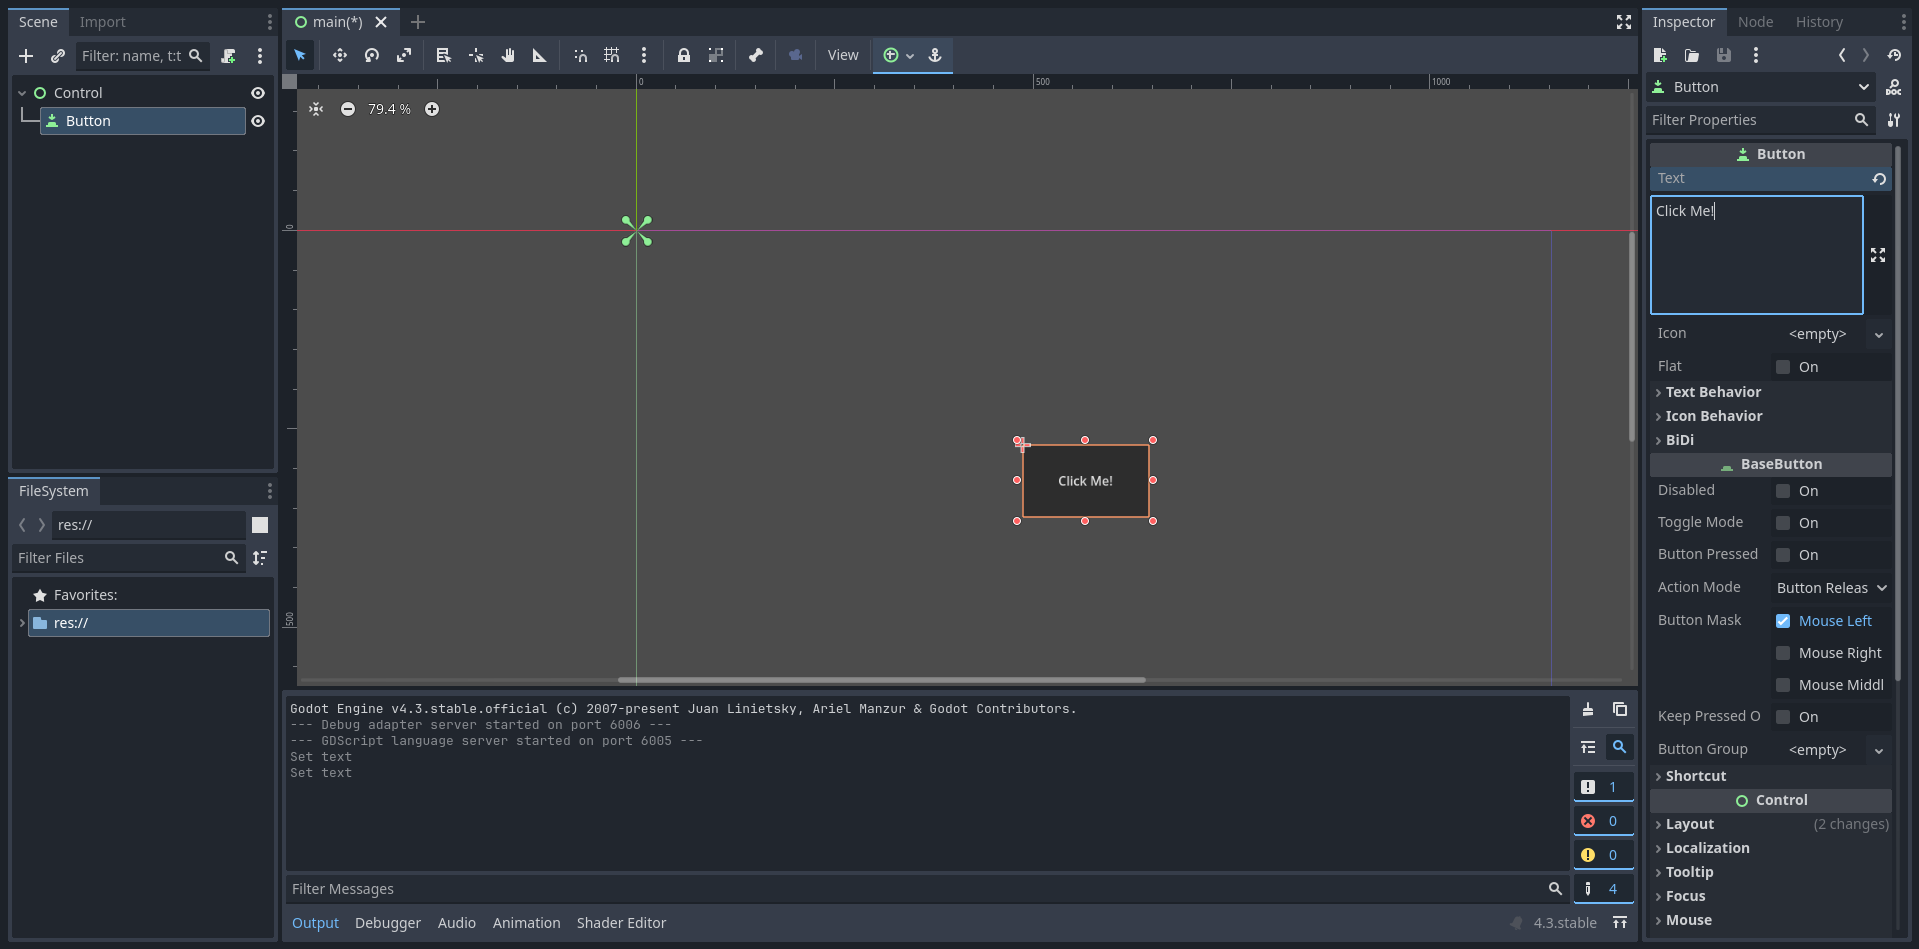 Scene
Import
Filter: name, t:t
Control
Button
FileSystem
res://
Filter Files
Favorites:
res://
main(*)
View
0
500
1000
0
500
79.4 %
Click Me!
Godot Engine v4.3.stable.official (c) 2007-present Juan Linietsky, Ariel Manzur & Godot Contributors.
--- Debug adapter server started on port 6006 ---
--- GDScript language server started on port 6005 ---
Set text
Set text
1
0
0
4
Filter Messages
Output
Debugger
Audio
Animation
Shader Editor
4.3.stable
Inspector
Node
History
Button
DOC
Filter Properties
Button
Text
Click Me!
Icon <empty>
Flat On
Text Behavior
Icon Behavior
BiDi
BaseButton
Disabled On
Toggle Mode On
Button Pressed On
Action Mode Button Releas
Button Mask Mouse Left
Mouse Right
Mouse Middl
Keep Pressed O On
Button Group <empty>
Shortcut
Control
Layout (2 changes)
Localization
Tooltip
Focus
Mouse